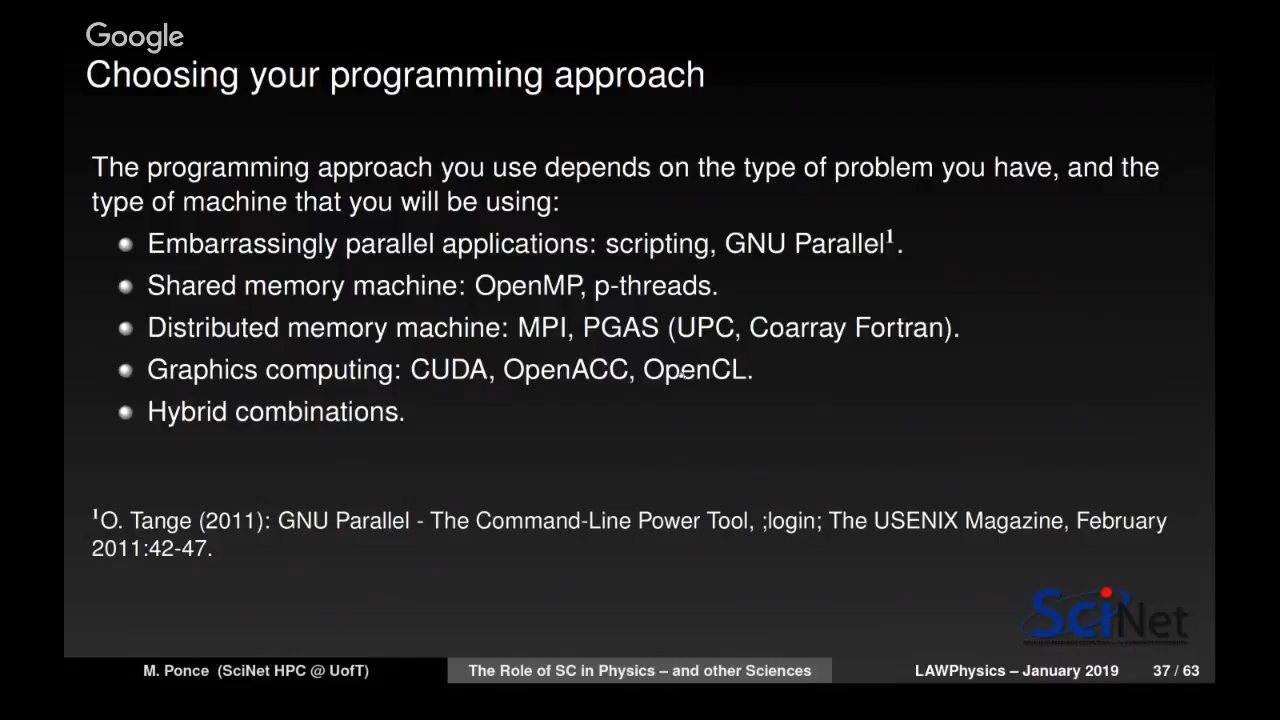 Google
Choosing your programming approach
The programming approach you use depends on the type of problem you have, and the
type of machine that you will be using:
Embarrassingly parallel applications: scripting, GNU Parallel¹.
Shared memory machine: OpenMP, p-threads.
Distributed memory machine: MPI, PGAS (UPC, Coarray Fortran).
Graphics computing: CUDA, OpenACC, OpenCL.
Hybrid combinations.
¹O. Tange (2011): GNU Parallel - The Command-Line Power Tool, ;login; The USENIX Magazine, February
2011:42-47.
SciNet
M. Ponce (SciNet HPC @ UofT) The Role of SC in Physics – and other Sciences LAWPhysics – January 2019 37 / 63